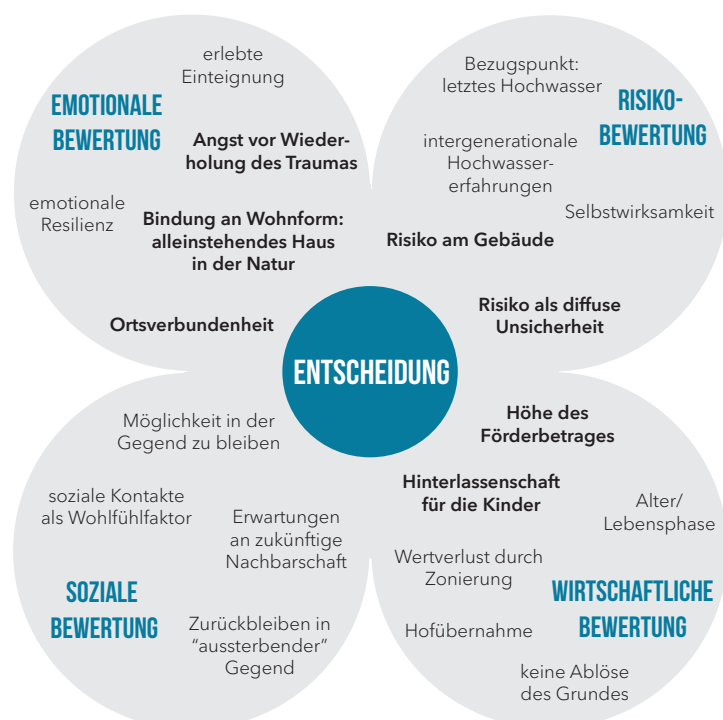 erlebte
Einteignung
EMOTIONALE
BEWERTUNG
Angst vor Wieder-
holung des Traumas
emotionale
Resilienz
Bindung an Wohnform:
alleinstehendes Haus
in der Natur
Ortsverbundenheit
Bezugspunkt:
letztes Hochwasser
RISIKO-
BEWERTUNG
intergenerationale
Hochwasser-
erfahrungen
Selbstwirksamkeit
Risiko am Gebäude
Risiko als diffuse
Unsicherheit
ENTSCHEIDUNG
Möglichkeit in der
Gegend zu bleiben
soziale Kontakte
als Wohlfühlfaktor
Erwartungen
an zukünftige
Nachbarschaft
SOZIALE
BEWERTUNG
Zurückbleiben in
"aussterbender"
Gegend
Höhe des
Förderbetrages
Hinterlassenschaft
für die Kinder
Alter/
Lebensphase
Wertverlust durch
Zonierung
WIRTSCHAFTLICHE
BEWERTUNG
Hofübernahme
keine Ablöse
des Grundes